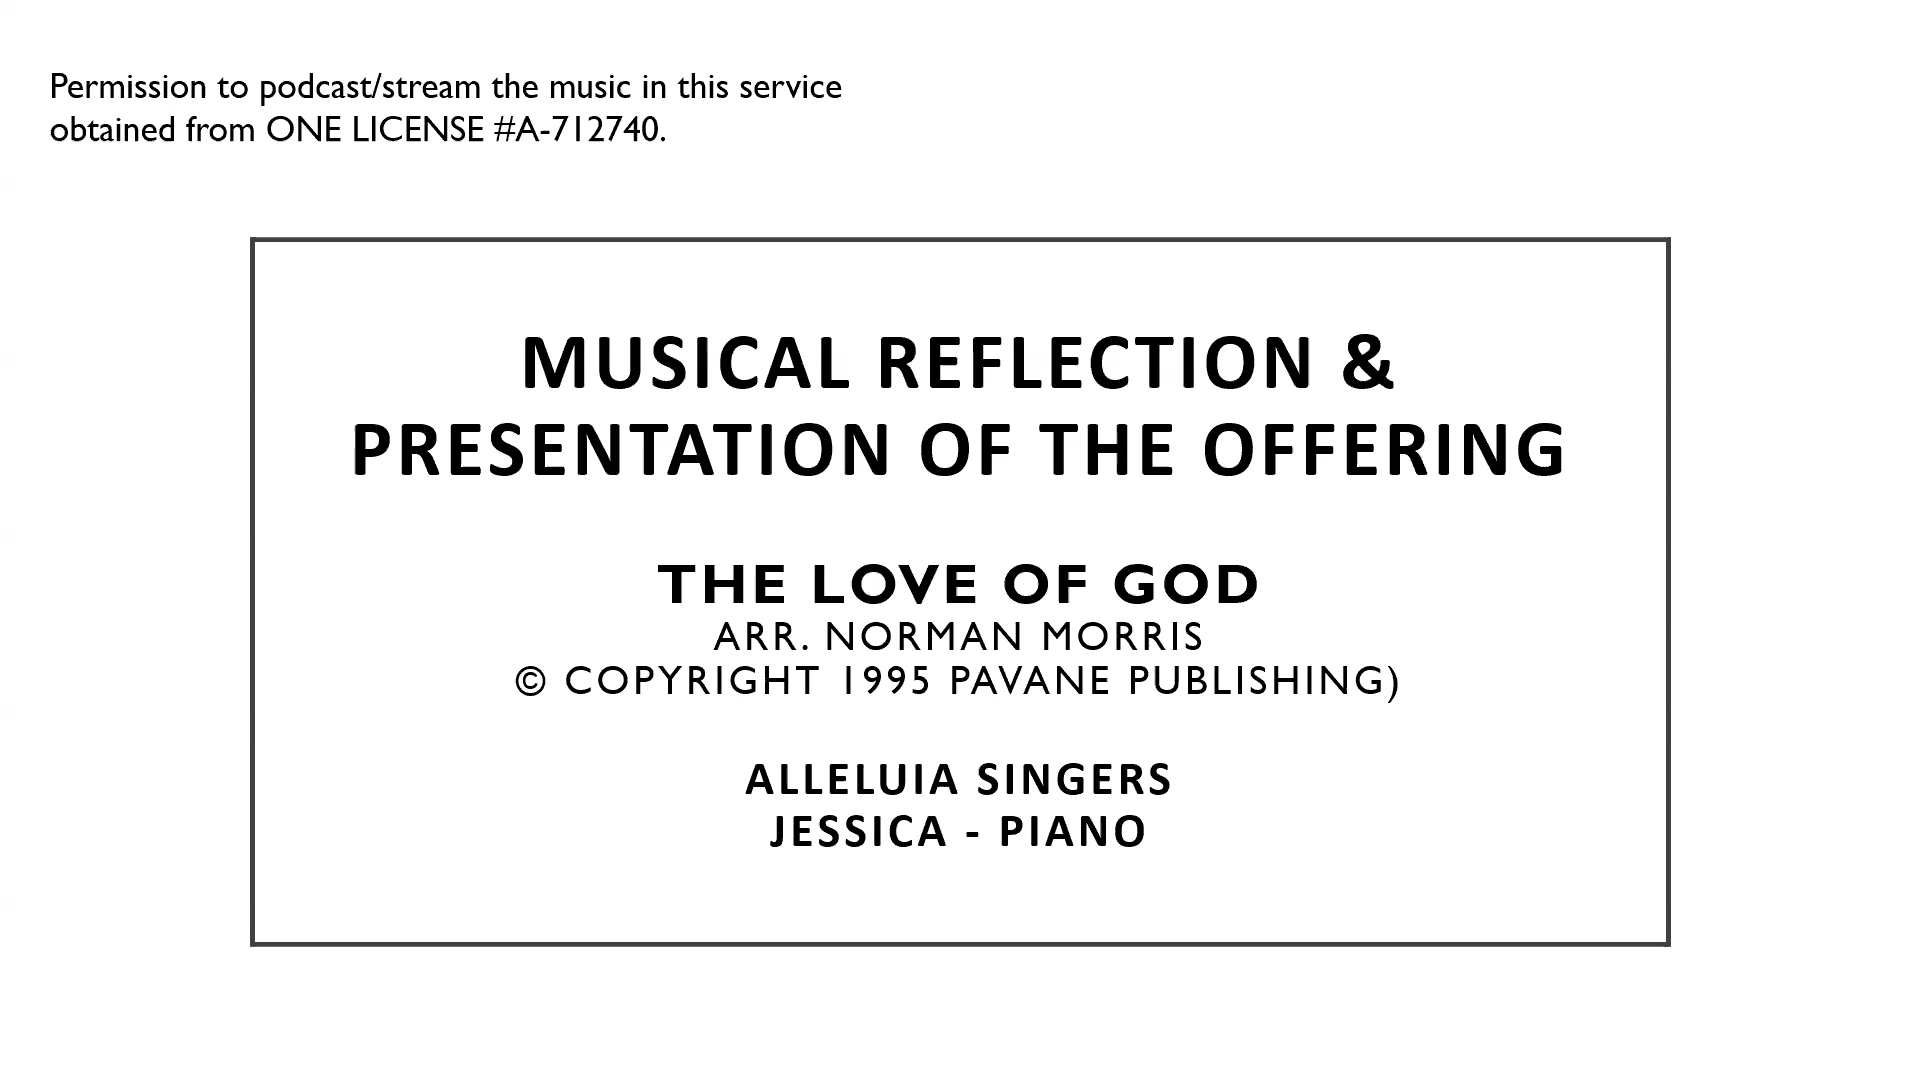 Permission to podcast/stream the music in this service
obtained from ONE LICENSE #A-712740.
MUSICAL REFLECTION &
PRESENTATION OF THE OFFERING
THE LOVE OF GOD
ARR. NORMAN MORRIS
© COPYRIGHT 1995 PAVANE PUBLISHING)
ALLELUIA SINGERS
JESSICA - PIANO